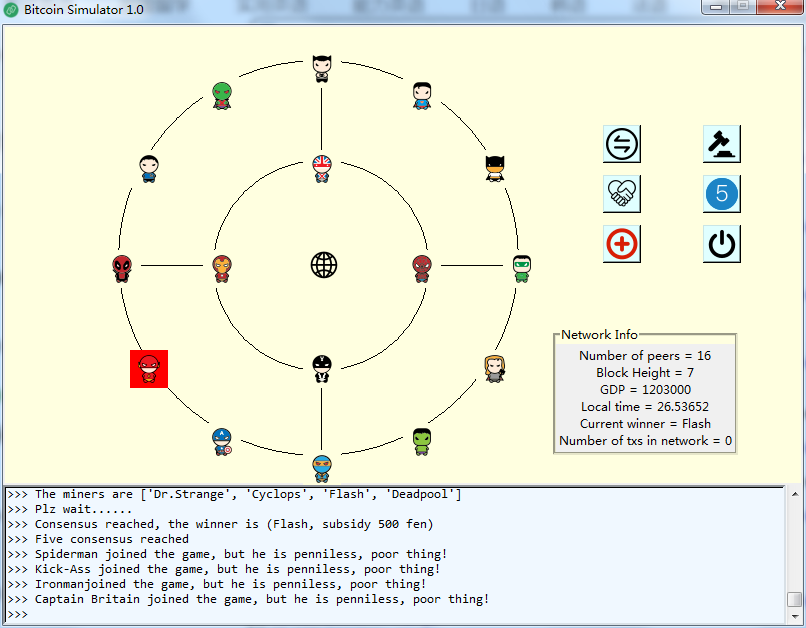 Bitcoin Simulator 1.0
5
Network Info
Number of peers = 16
Block Height = 7
GDP = 1203000
Local time = 26.53652
Current winner = Flash
Number of txs in network = 0
>>> The miners are ['Dr.Strange', 'Cyclops', 'Flash', 'Deadpool']
>>> Plz wait......
>>> Consensus reached, the winner is (Flash, subsidy 500 fen)
>>> Five consensus reached
>>> Spiderman joined the game, but he is penniless, poor thing!
>>> Kick-Ass joined the game, but he is penniless, poor thing!
>>> Ironmanjoined the game, but he is penniless, poor thing!
>>> Captain Britain joined the game, but he is penniless, poor thing!
>>>